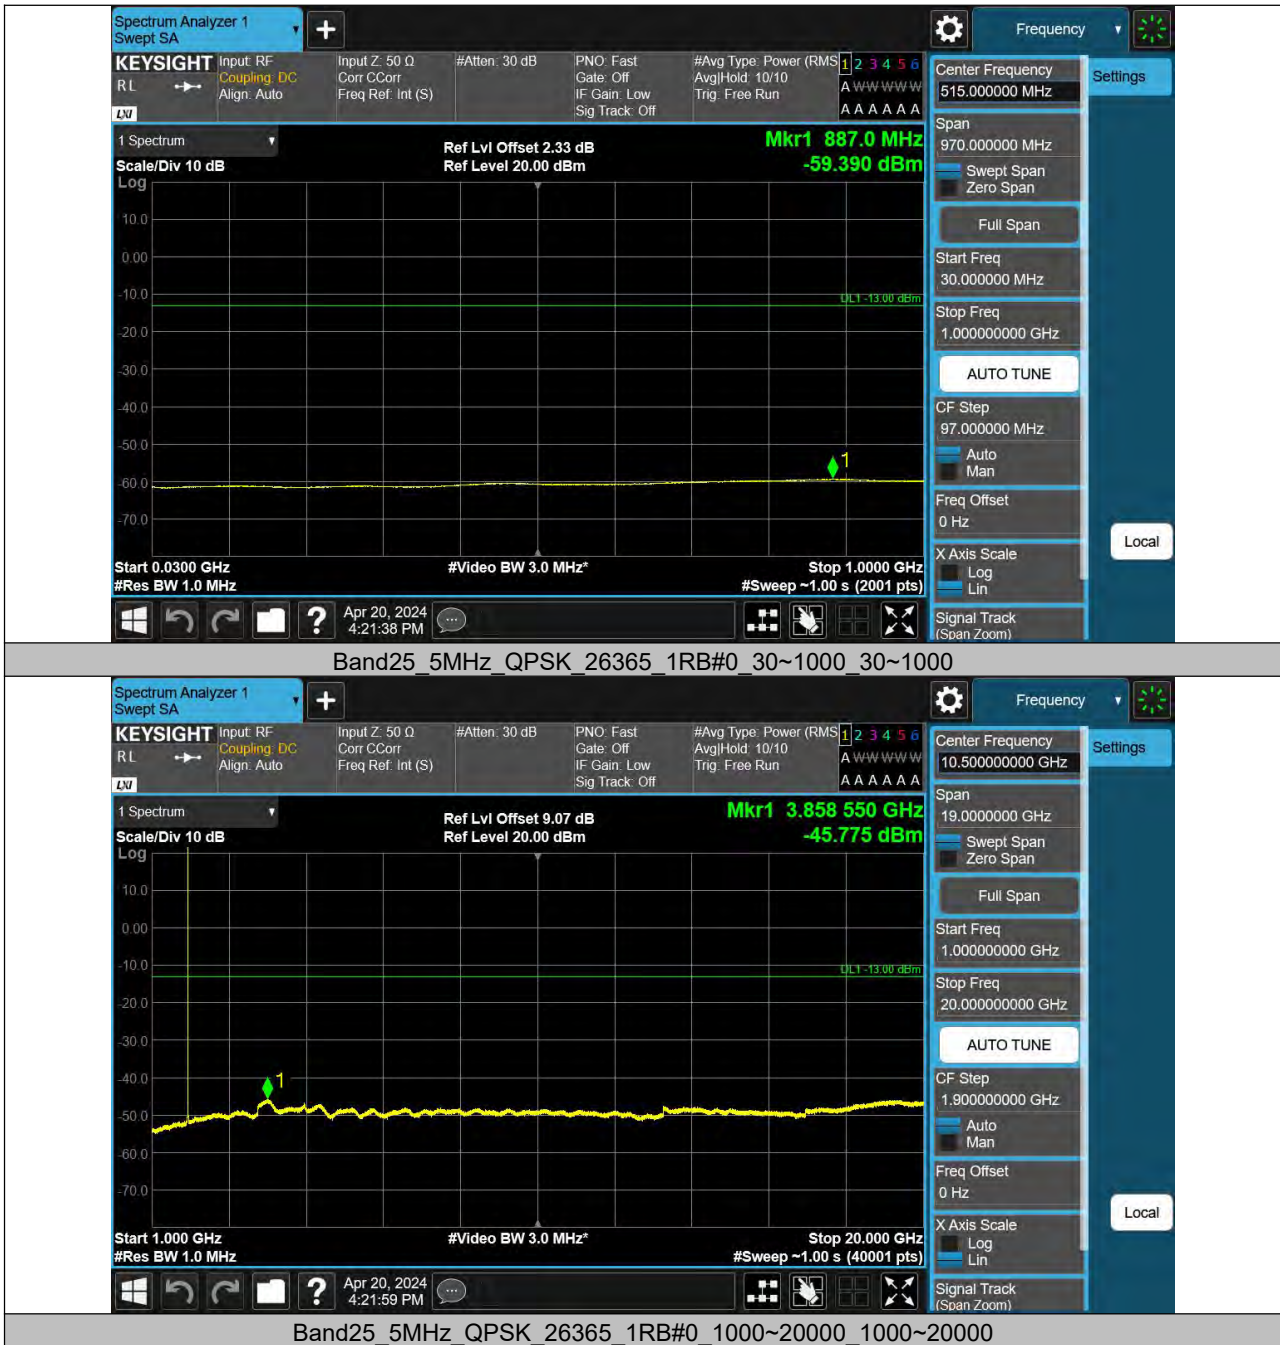 Spectrum Analyzer 1
Swept SA
Frequency
KEYSIGHT
RL
LXI
Input: RF
Coupling: DC
Align: Auto
Input Z: 50 Ω
Corr CCorr
Freq Ref: Int (S)
#Atten: 30 dB
PNO: Fast
Gate: Off
IF Gain: Low
Sig Track: Off
#Avg Type: Power (RMS
Avg|Hold: 10/10
Trig: Free Run
1 2 3 4 5 6
A W W W W W
A A A A A A
1 Spectrum
Scale/Div 10 dB
Log
Ref Lvl Offset 2.33 dB
Ref Level 20.00 dBm
Mkr1 887.0 MHz
-59.390 dBm
10.0
0.00
-10.0
-20.0
-30.0
-40.0
-50.0
-60.0
-70.0
DL1 -13.00 dBm
1
Start 0.0300 GHz
#Res BW 1.0 MHz
#Video BW 3.0 MHz*
Stop 1.0000 GHz
#Sweep ~1.00 s (2001 pts)
Apr 20, 2024
4:21:38 PM
Center Frequency
515.000000 MHz
Settings
Span
970.000000 MHz
Swept Span
Zero Span
Full Span
Start Freq
30.000000 MHz
Stop Freq
1.000000000 GHz
AUTO TUNE
CF Step
97.000000 MHz
Auto
Man
Freq Offset
0 Hz
X Axis Scale
Log
Lin
Local
Signal Track
(Span Zoom)
Band25_5MHz_QPSK_26365_1RB#0_30~1000_30~1000
Spectrum Analyzer 1
Swept SA
Frequency
KEYSIGHT
RL
LXI
Input: RF
Coupling: DC
Align: Auto
Input Z: 50 Ω
Corr CCorr
Freq Ref: Int (S)
#Atten: 30 dB
PNO: Fast
Gate: Off
IF Gain: Low
Sig Track: Off
#Avg Type: Power (RMS
Avg|Hold: 10/10
Trig: Free Run
1 2 3 4 5 6
A W W W W W
A A A A A A
1 Spectrum
Scale/Div 10 dB
Log
Ref Lvl Offset 9.07 dB
Ref Level 20.00 dBm
Mkr1 3.858 550 GHz
-45.775 dBm
10.0
0.00
-10.0
-20.0
-30.0
-40.0
-50.0
-60.0
-70.0
DL1 -13.00 dBm
1
Start 1.000 GHz
#Res BW 1.0 MHz
#Video BW 3.0 MHz*
Stop 20.000 GHz
#Sweep ~1.00 s (40001 pts)
Apr 20, 2024
4:21:59 PM
Center Frequency
10.500000000 GHz
Settings
Span
19.0000000 GHz
Swept Span
Zero Span
Full Span
Start Freq
1.000000000 GHz
Stop Freq
20.000000000 GHz
AUTO TUNE
CF Step
1.900000000 GHz
Auto
Man
Freq Offset
0 Hz
X Axis Scale
Log
Lin
Local
Signal Track
(Span Zoom)
Band25_5MHz_QPSK_26365_1RB#0_1000~20000_1000~20000